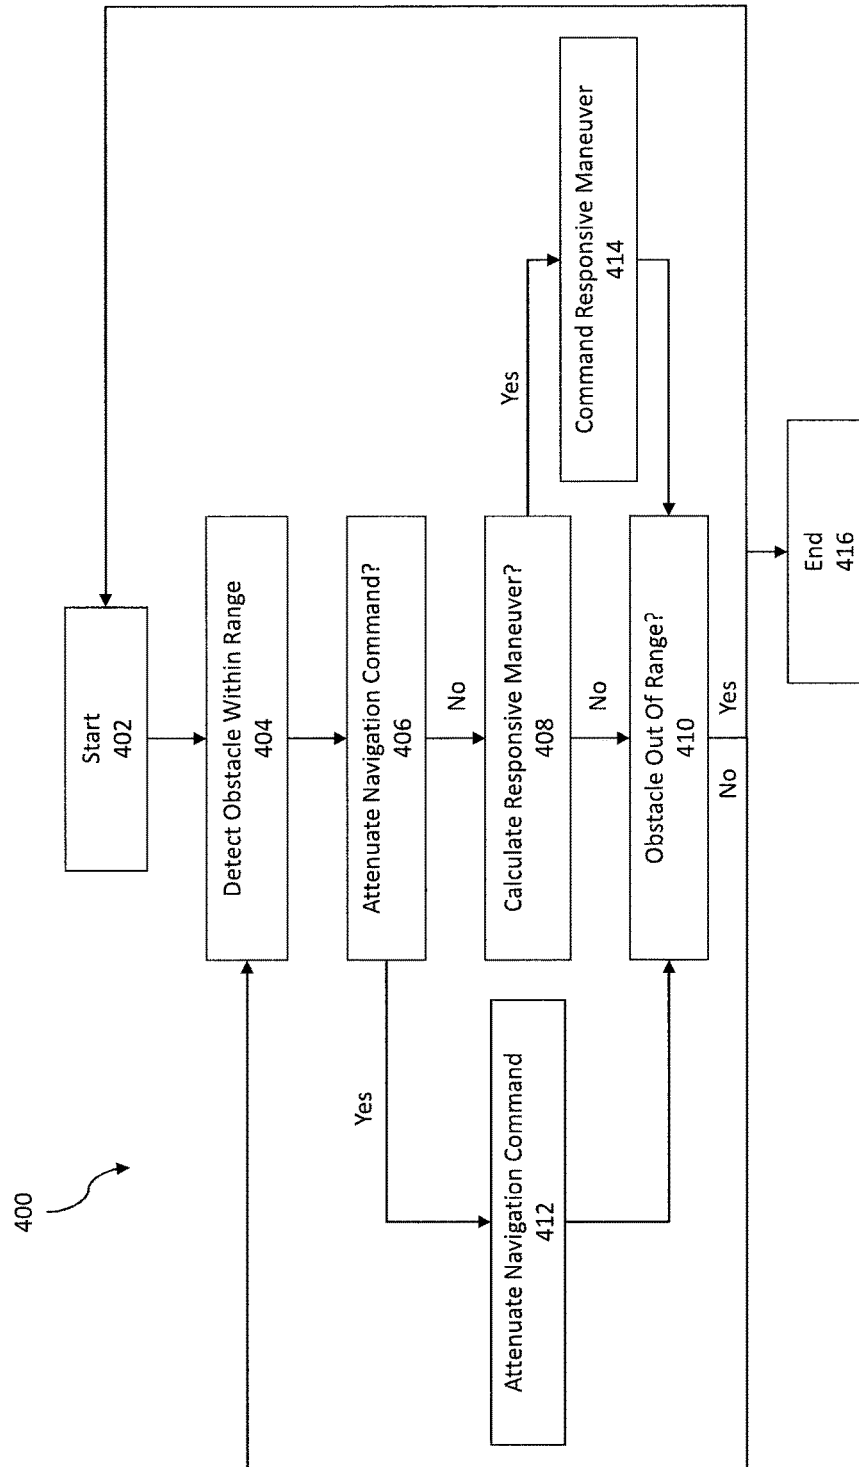 400
Start
402
Detect Obstacle Within Range
404
Attenuate Navigation Command?
406
Yes
No
Attenuate Navigation Command
412
Calculate Responsive Maneuver?
408
Yes
No
Command Responsive Maneuver
414
Obstacle Out Of Range?
410
No
Yes
End
416